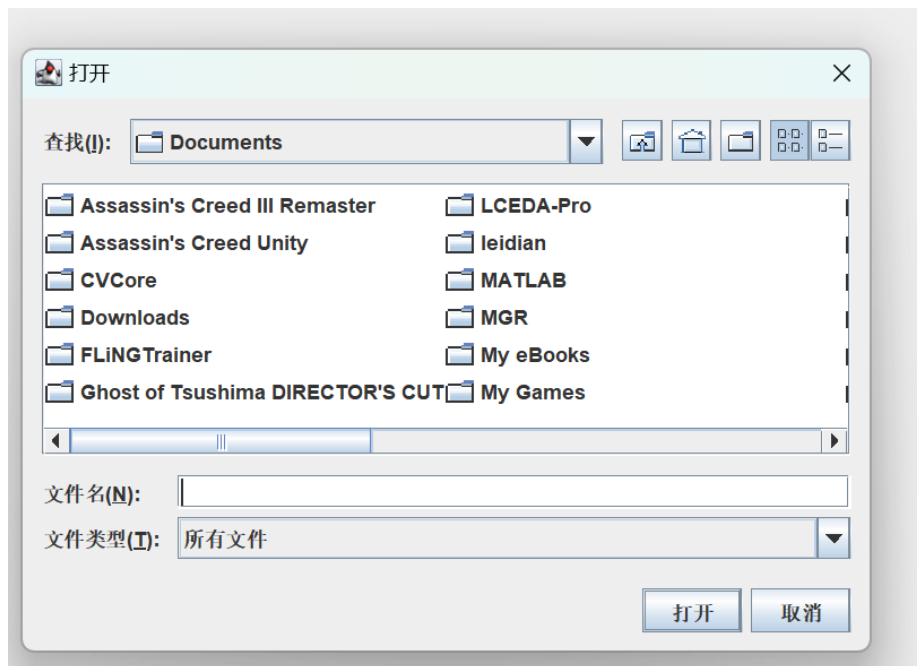 打开
查找(I): Documents
Assassin's Creed III Remaster
Assassin's Creed Unity
CVCore
Downloads
FLiNGTrainer
Ghost of Tsushima DIRECTOR'S CUT
LCEDA-Pro
leidian
MATLAB
MGR
My eBooks
My Games
文件名(N):
文件类型(T): 所有文件
打开 取消